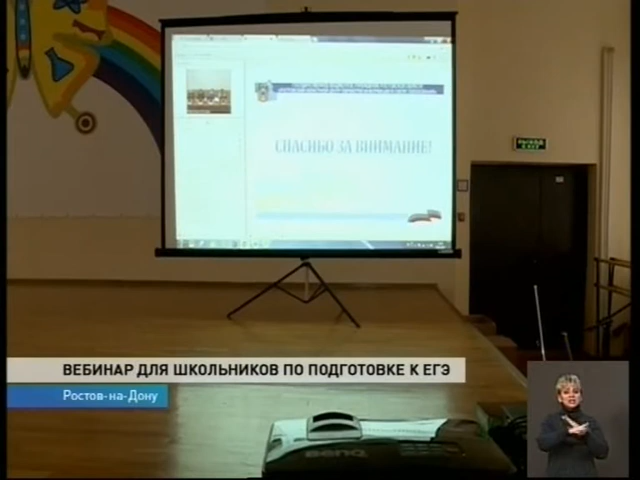 СПАСИБО ЗА ВНИМАНИЕ!
ВЫХОД
ВЕБИНАР ДЛЯ ШКОЛЬНИКОВ ПО ПОДГОТОВКЕ К ЕГЭ
Ростов-на-Дону
BenQ